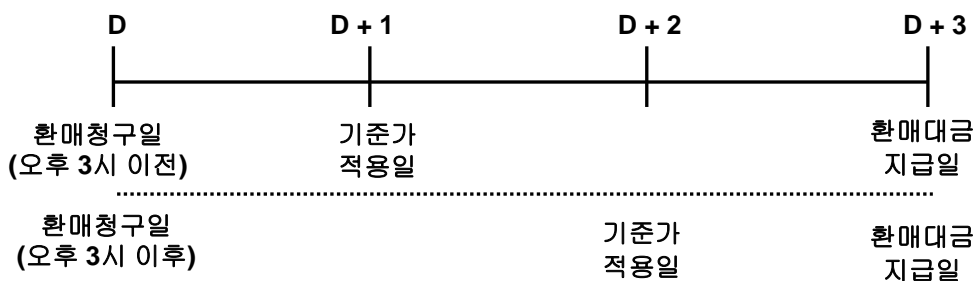 D D + 1 D + 2 D + 3
환매청구일
(오후 3시 이전)
기준가
적용일
환매대금
지급일
환매청구일
(오후 3시 이후)
기준가
적용일
환매대금
지급일